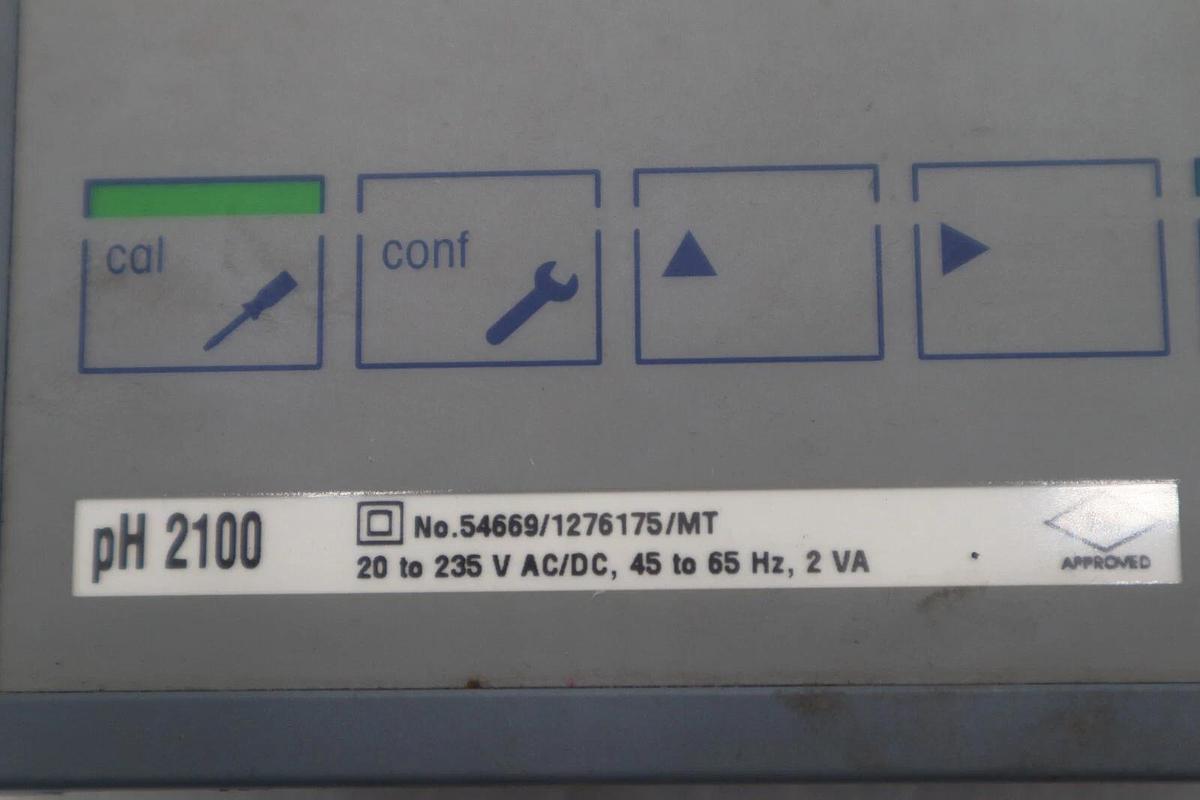 cal
conf
pH 2100
No.54669/1276175/MT
20 to 235 V AC/DC, 45 to 65 Hz, 2 VA
APPROVED